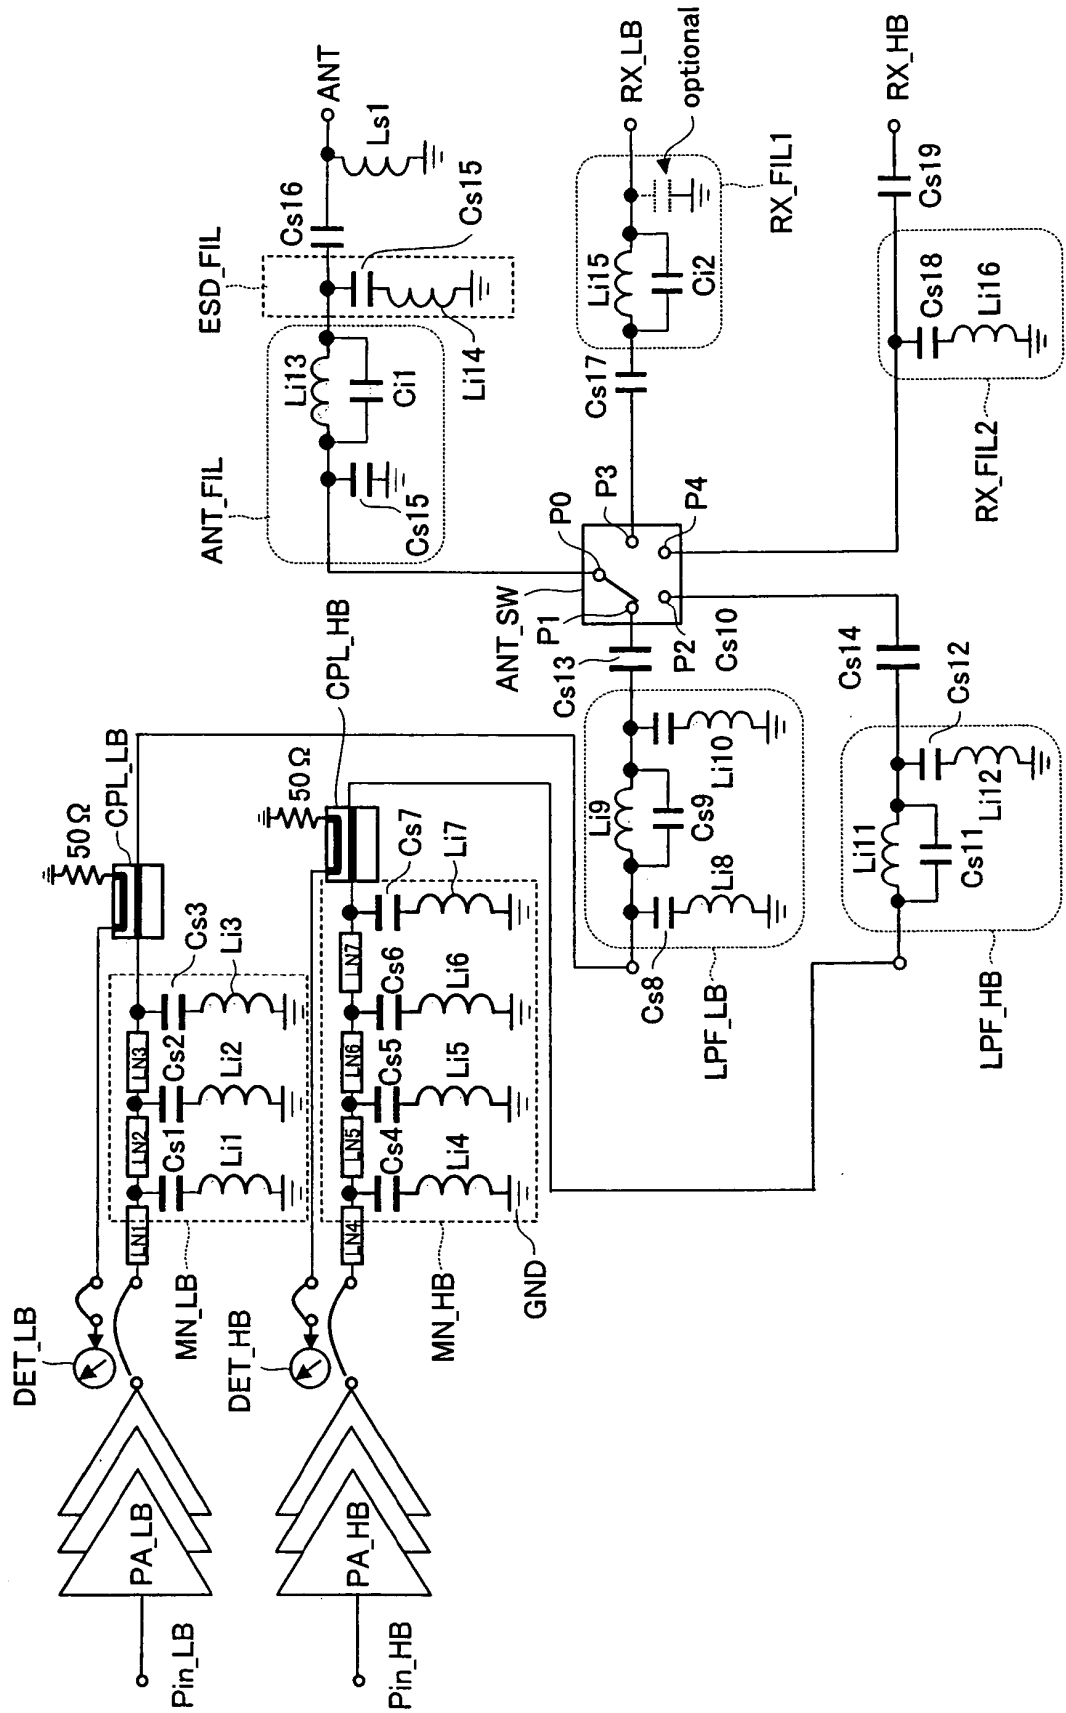 Pin_LB
PA_LB
DET_LB
LN1
LN2
LN3
Cs1
Cs2
Cs3
Li1
Li2
Li3
MN_LB
50Ω
CPL_LB
Pin_HB
PA_HB
DET_HB
LN4
LN5
LN6
LN7
Cs4
Cs5
Cs6
Cs7
Li4
Li5
Li6
Li7
MN_HB
GND
50Ω
CPL_HB
ANT_FIL
Li13
Ci1
Cs15
ESD_FIL
Cs16
Cs15
Li14
ANT
Ls1
ANT_SW
P0
P1
P2
P3
P4
Cs10
Cs13
Li9
Cs9
Li10
Cs8
Li8
LPF_LB
Cs14
Li11
Cs11
Cs12
Li12
LPF_HB
Cs17
Li15
Ci2
RX_LB
optional
RX_FIL1
RX_HB
Cs19
Cs18
Li16
RX_FIL2